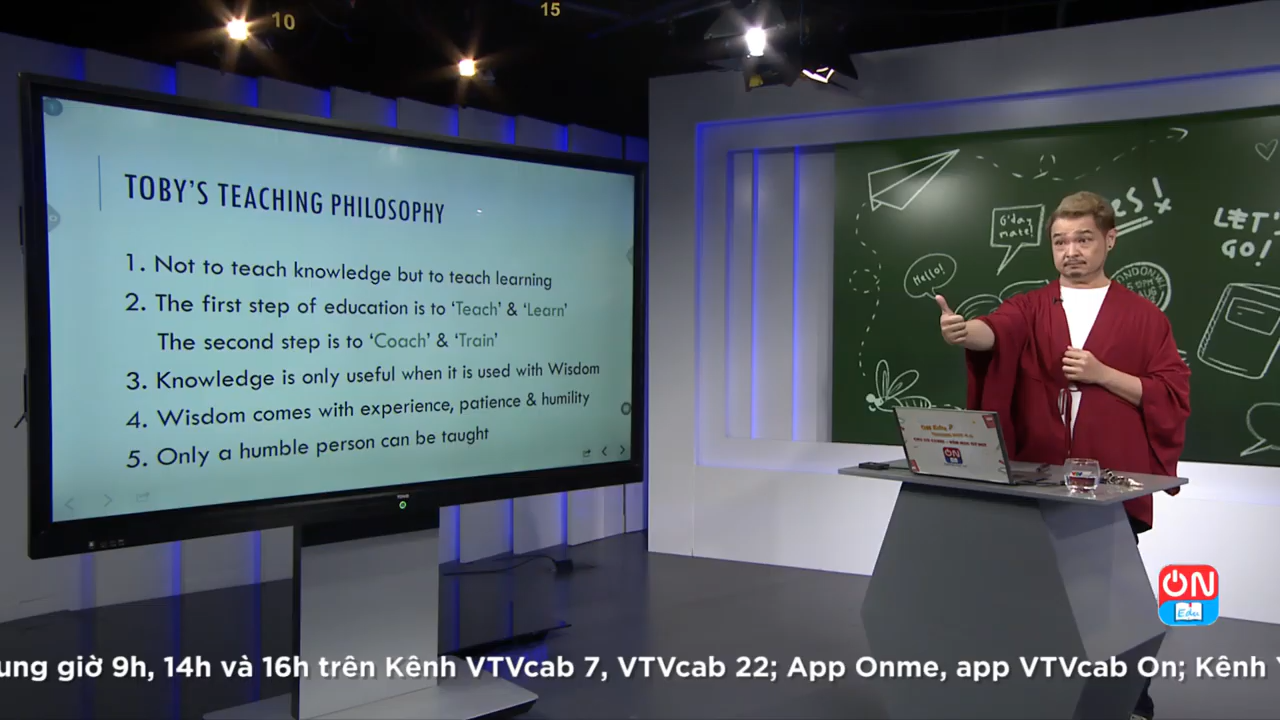 10
15
TOBY'S TEACHING PHILOSOPHY
1. Not to teach knowledge but to teach learning
2. The first step of education is to 'Teach' & 'Learn'
The second step is to 'Coach' & 'Train'
3. Knowledge is only useful when it is used with Wisdom
4. Wisdom comes with experience, patience & humility
5. Only a humble person can be taught
G'day
mate!
Hello!
LET'
GO!
ON
ON
Edu
ung giờ 9h, 14h và 16h trên Kênh VTVcab 7, VTVcab 22; App Onme, app VTVcab On; Kênh Y